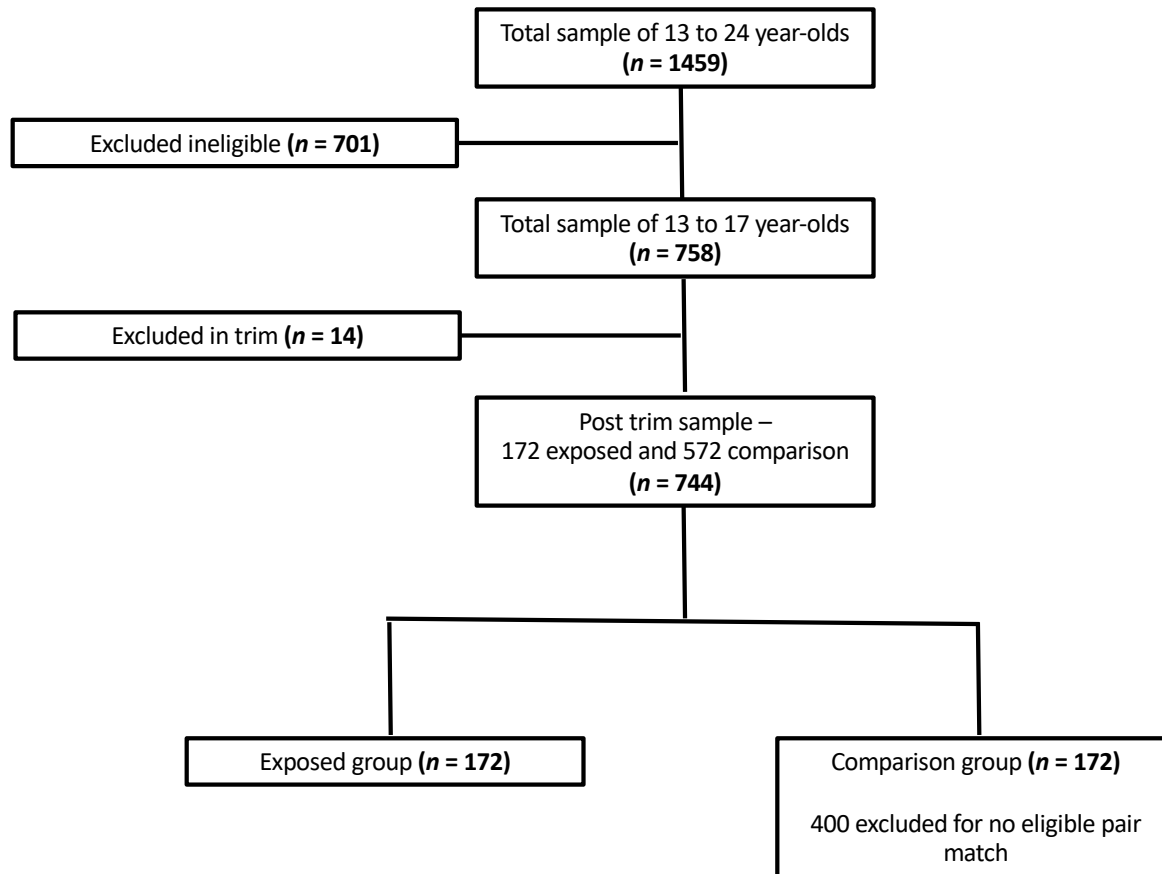 Total sample of 13 to 24 year-olds
(n = 1459)
Excluded ineligible (n = 701)
Total sample of 13 to 17 year-olds
(n = 758)
Excluded in trim (n = 14)
Post trim sample –
172 exposed and 572 comparison
(n = 744)
Exposed group (n = 172)
Comparison group (n = 172)
400 excluded for no eligible pair
match